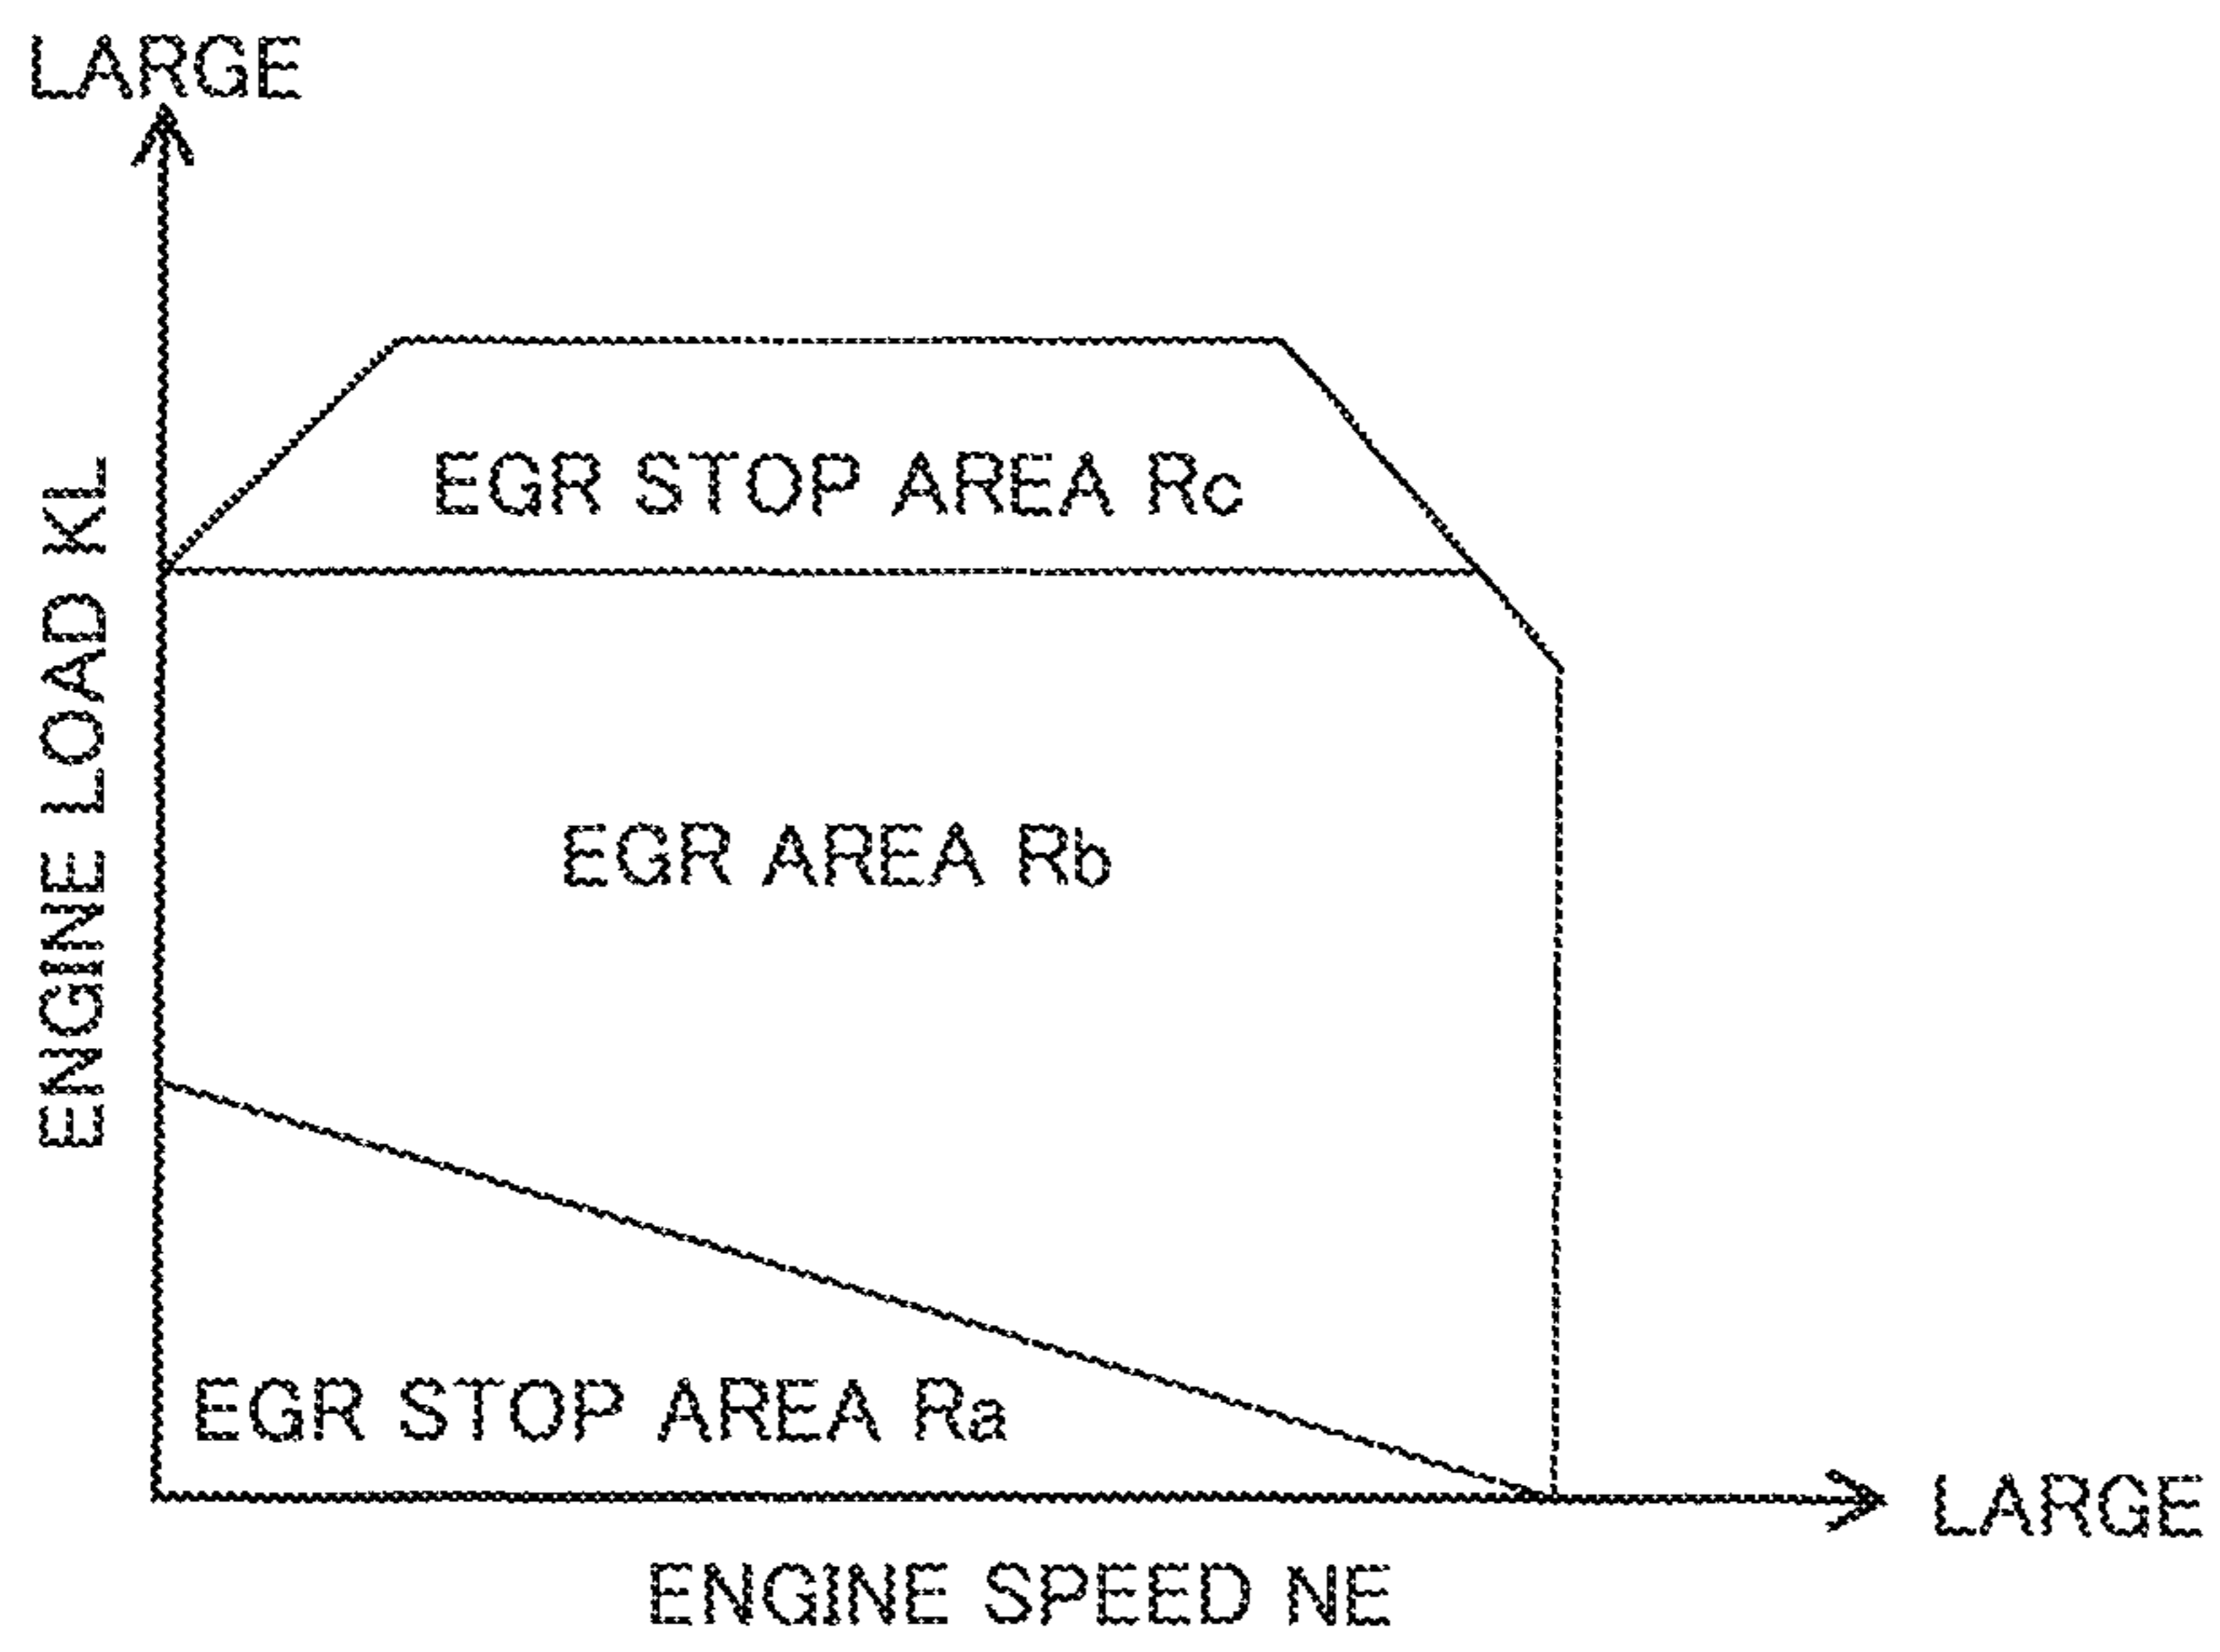 LARGE
EGR STOP AREA Rc
ENGINE LOAD KL
EGR AREA Rb
EGR STOP AREA Ra
LARGE
ENGINE SPEED NE